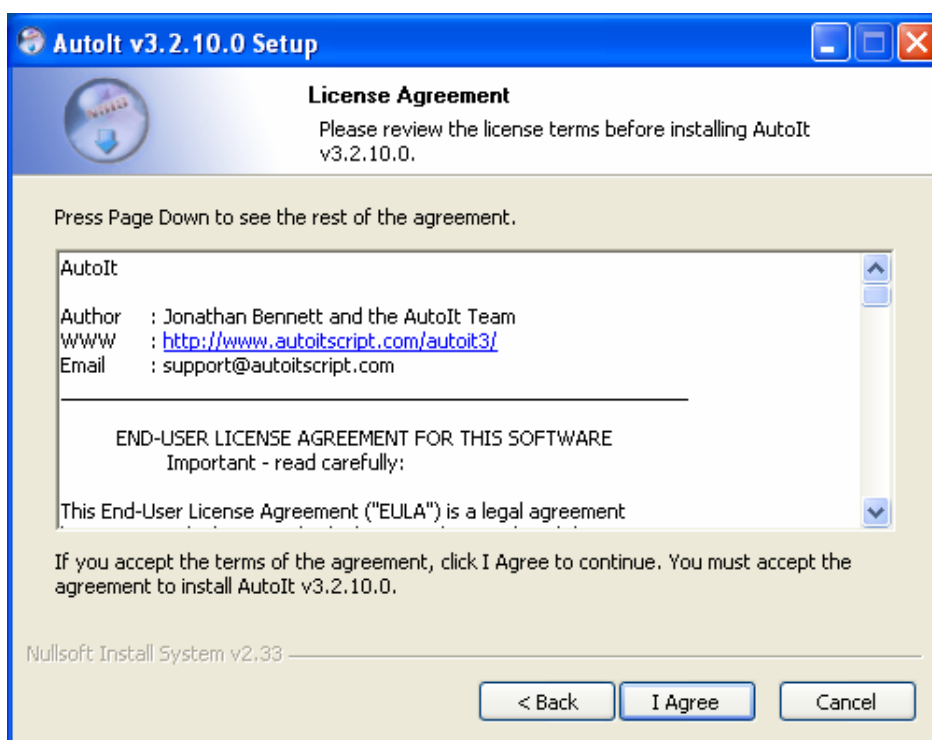 AutoIt v3.2.10.0 Setup
License Agreement
Please review the license terms before installing AutoIt
v3.2.10.0.
Press Page Down to see the rest of the agreement.
AutoIt
Author : Jonathan Bennett and the AutoIt Team
WWW : http://www.autoitscript.com/autoit3/
Email : support@autoitscript.com
END-USER LICENSE AGREEMENT FOR THIS SOFTWARE
Important - read carefully:
This End-User License Agreement ("EULA") is a legal agreement
If you accept the terms of the agreement, click I Agree to continue. You must accept the
agreement to install AutoIt v3.2.10.0.
Nullsoft Install System v2.33
< Back
I Agree
Cancel